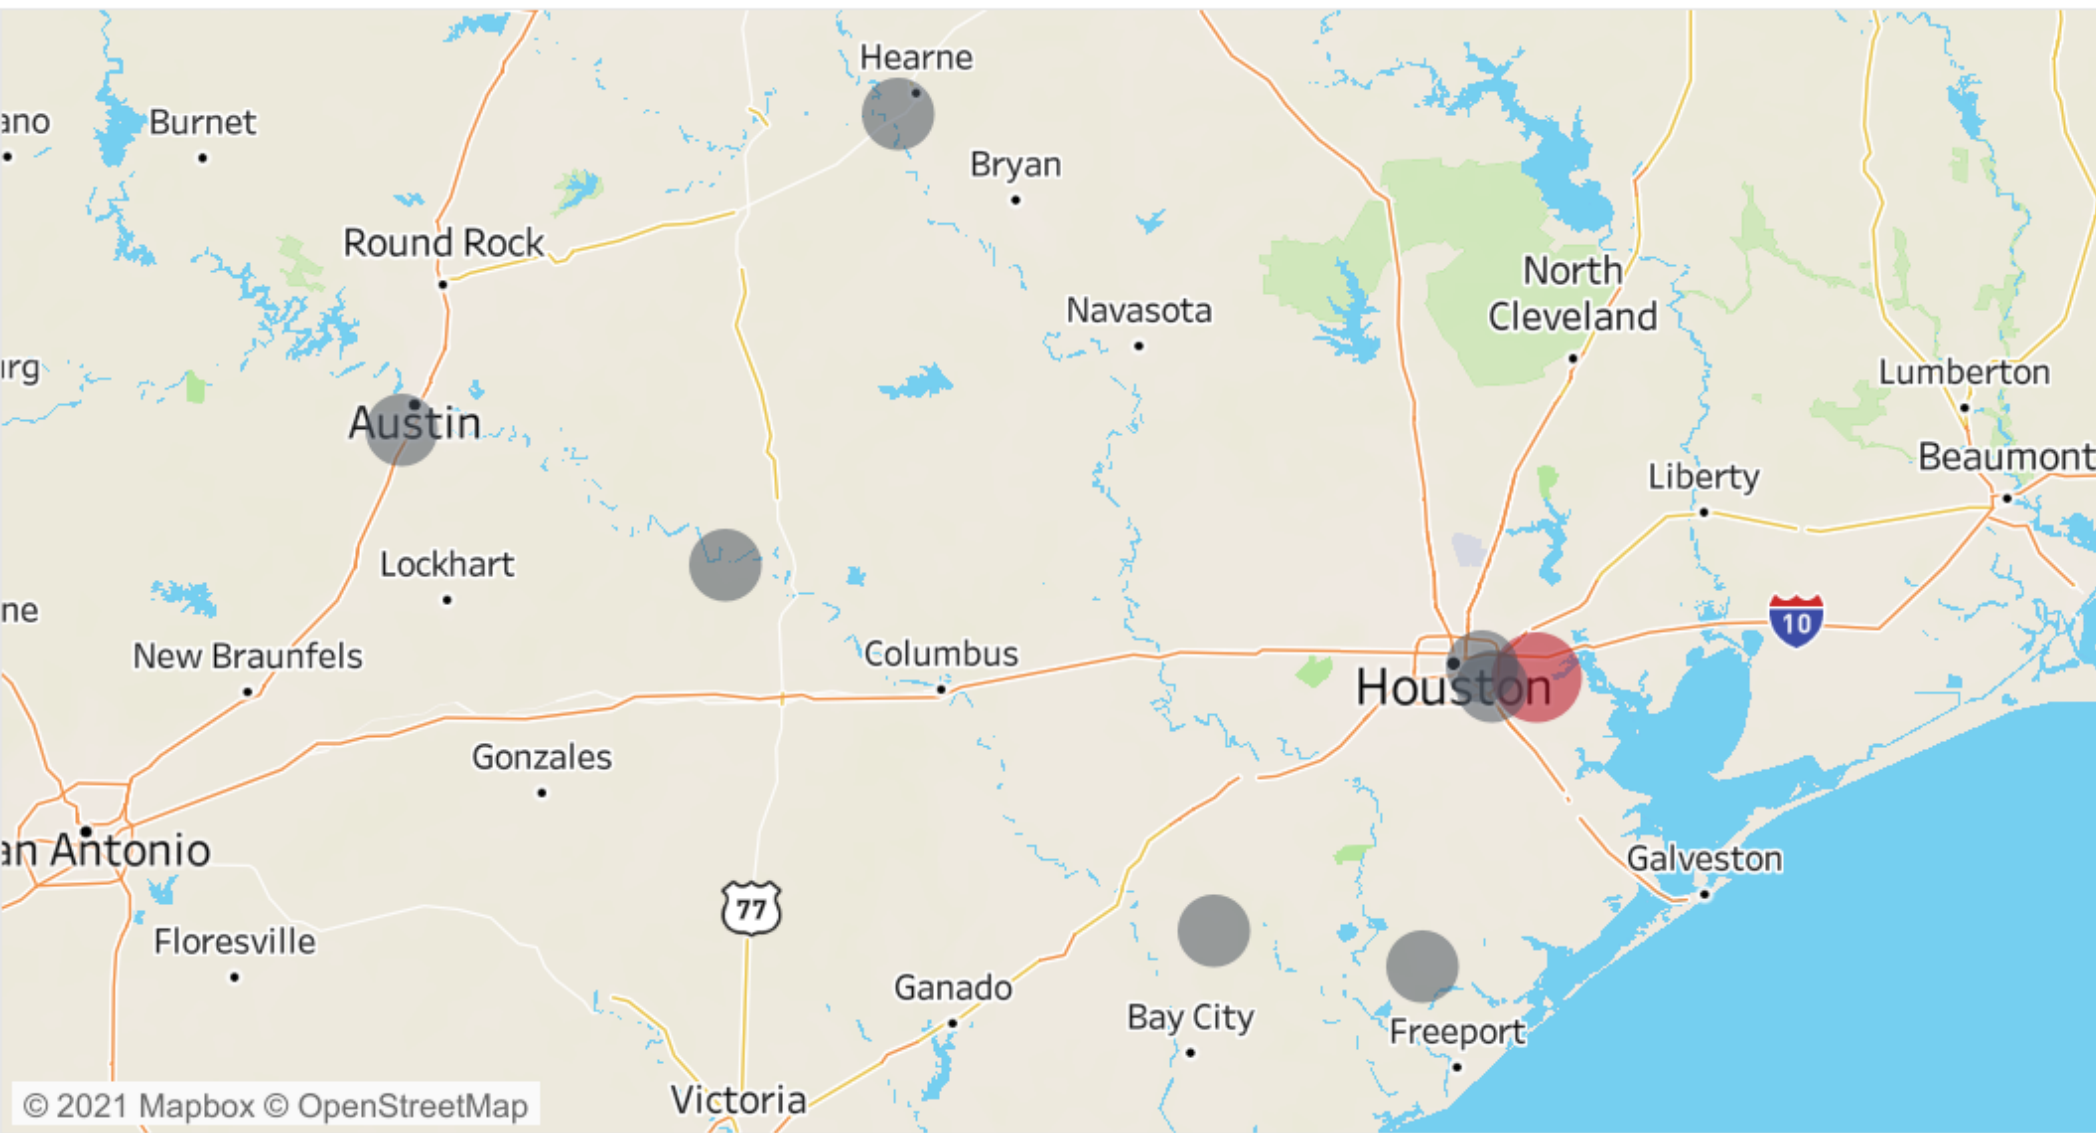 Hearne
ano
Burnet
Bryan
Round Rock
North
Cleveland
Navasota
urg
Lumberton
Austin
Beaumont
Liberty
Lockhart
ne
10
New Braunfels
Columbus
Houston
Gonzales
an Antonio
Galveston
77
Floresville
Ganado
Bay City
Freeport
Victoria
© 2021 Mapbox © OpenStreetMap